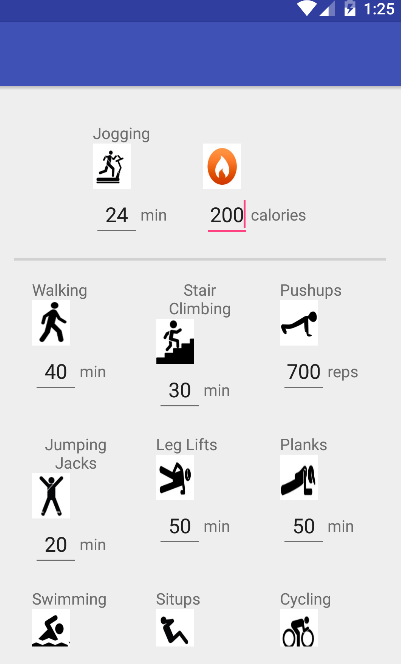 1:25
Jogging
24 min
200 calories
Walking
Stair
Climbing
Pushups
40 min
30 min
700 reps
Jumping
Jacks
Leg Lifts
Planks
20 min
50 min
50 min
Swimming
Situps
Cycling